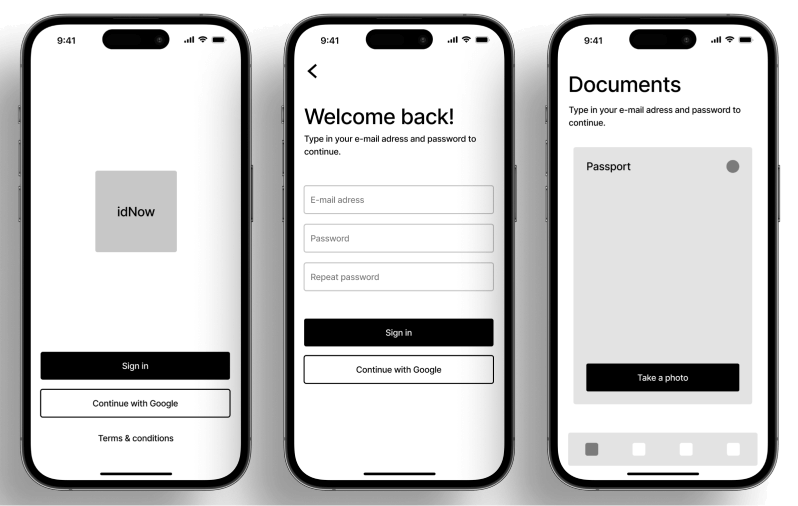 9:41
idNow
Sign in
Continue with Google
Terms & conditions
9:41
Welcome back!
Type in your e-mail adress and password to
continue.
E-mail adress
Password
Repeat password
Sign in
Continue with Google
9:41
Documents
Type in your e-mail adress and password to
continue.
Passport
Take a photo